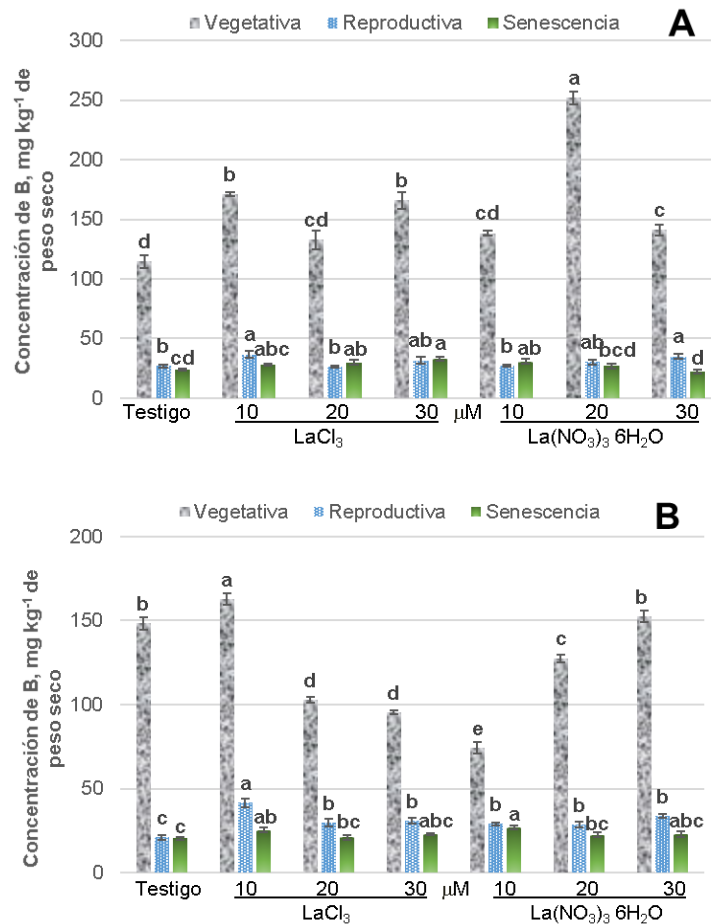 A
Vegetativa Reproductiva Senescencia
Concentración de B, mg kg⁻¹ de
peso seco
300
250
200
150
100
50
0
d b cd
b a abc
cd b ab
b ab a
cd b ab
a ab bcd
c a d
Testigo 10 20 30 μM 10 20 30
LaCl₃ La(NO₃)₃ 6H₂O
B
Vegetativa Reproductiva Senescencia
Concentración de B, mg kg⁻¹ de
peso seco
200
150
100
50
0
b c c
a a ab
d b bc
d b abc
e b a
c b bc
b b abc
Testigo 10 20 30 μM 10 20 30
LaCl₃ La(NO₃)₃ 6H₂O